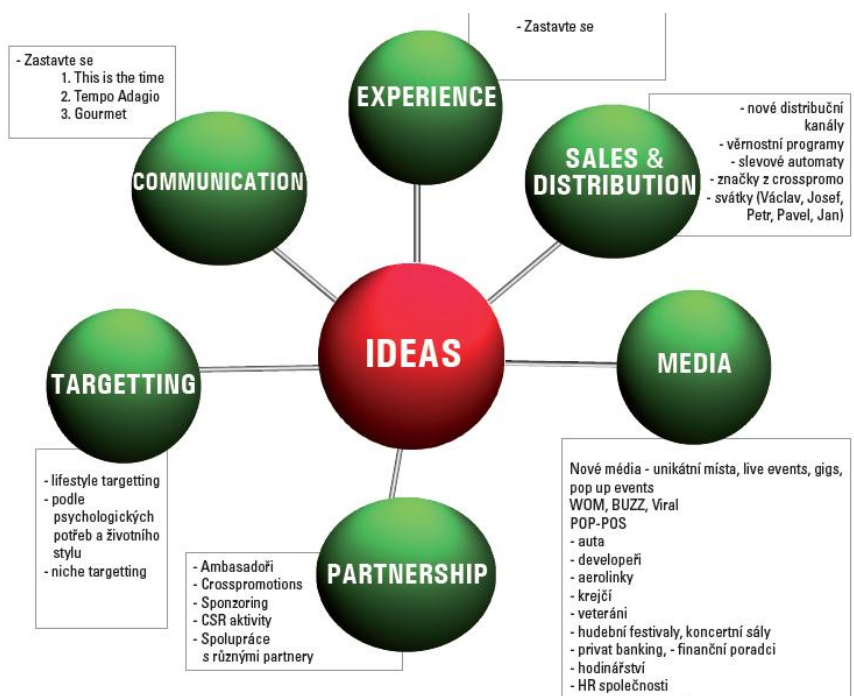 - Zastavte se
EXPERIENCE
- Zastavte se
1. This is the time
2. Tempo Adagio
3. Gourmet
COMMUNICATION
SALES &
DISTRIBUTION
- nové distribuční
kanály
- věrnostní programy
- slevové automaty
- značky z crosspromo
- svátky (Václav, Josef,
Petr, Pavel, Jan)
IDEAS
TARGETTING
- lifestyle targetting
- podle
psychologických
potřeb a životního
stylu
- niche targetting
MEDIA
Nové média - unikátní místa, live events, gigs,
pop up events
WOM, BUZZ, Viral
POP-POS
- auta
- developeři
- aerolinky
- krejčí
- veteráni
- hudební festivaly, koncertní sály
- privat banking, - finanční poradci
- hodinářství
- HR společnosti
PARTNERSHIP
- Ambasadoři
- Crosspromotions
- Sponzoring
- CSR aktivity
- Spolupráce
s různými partnery